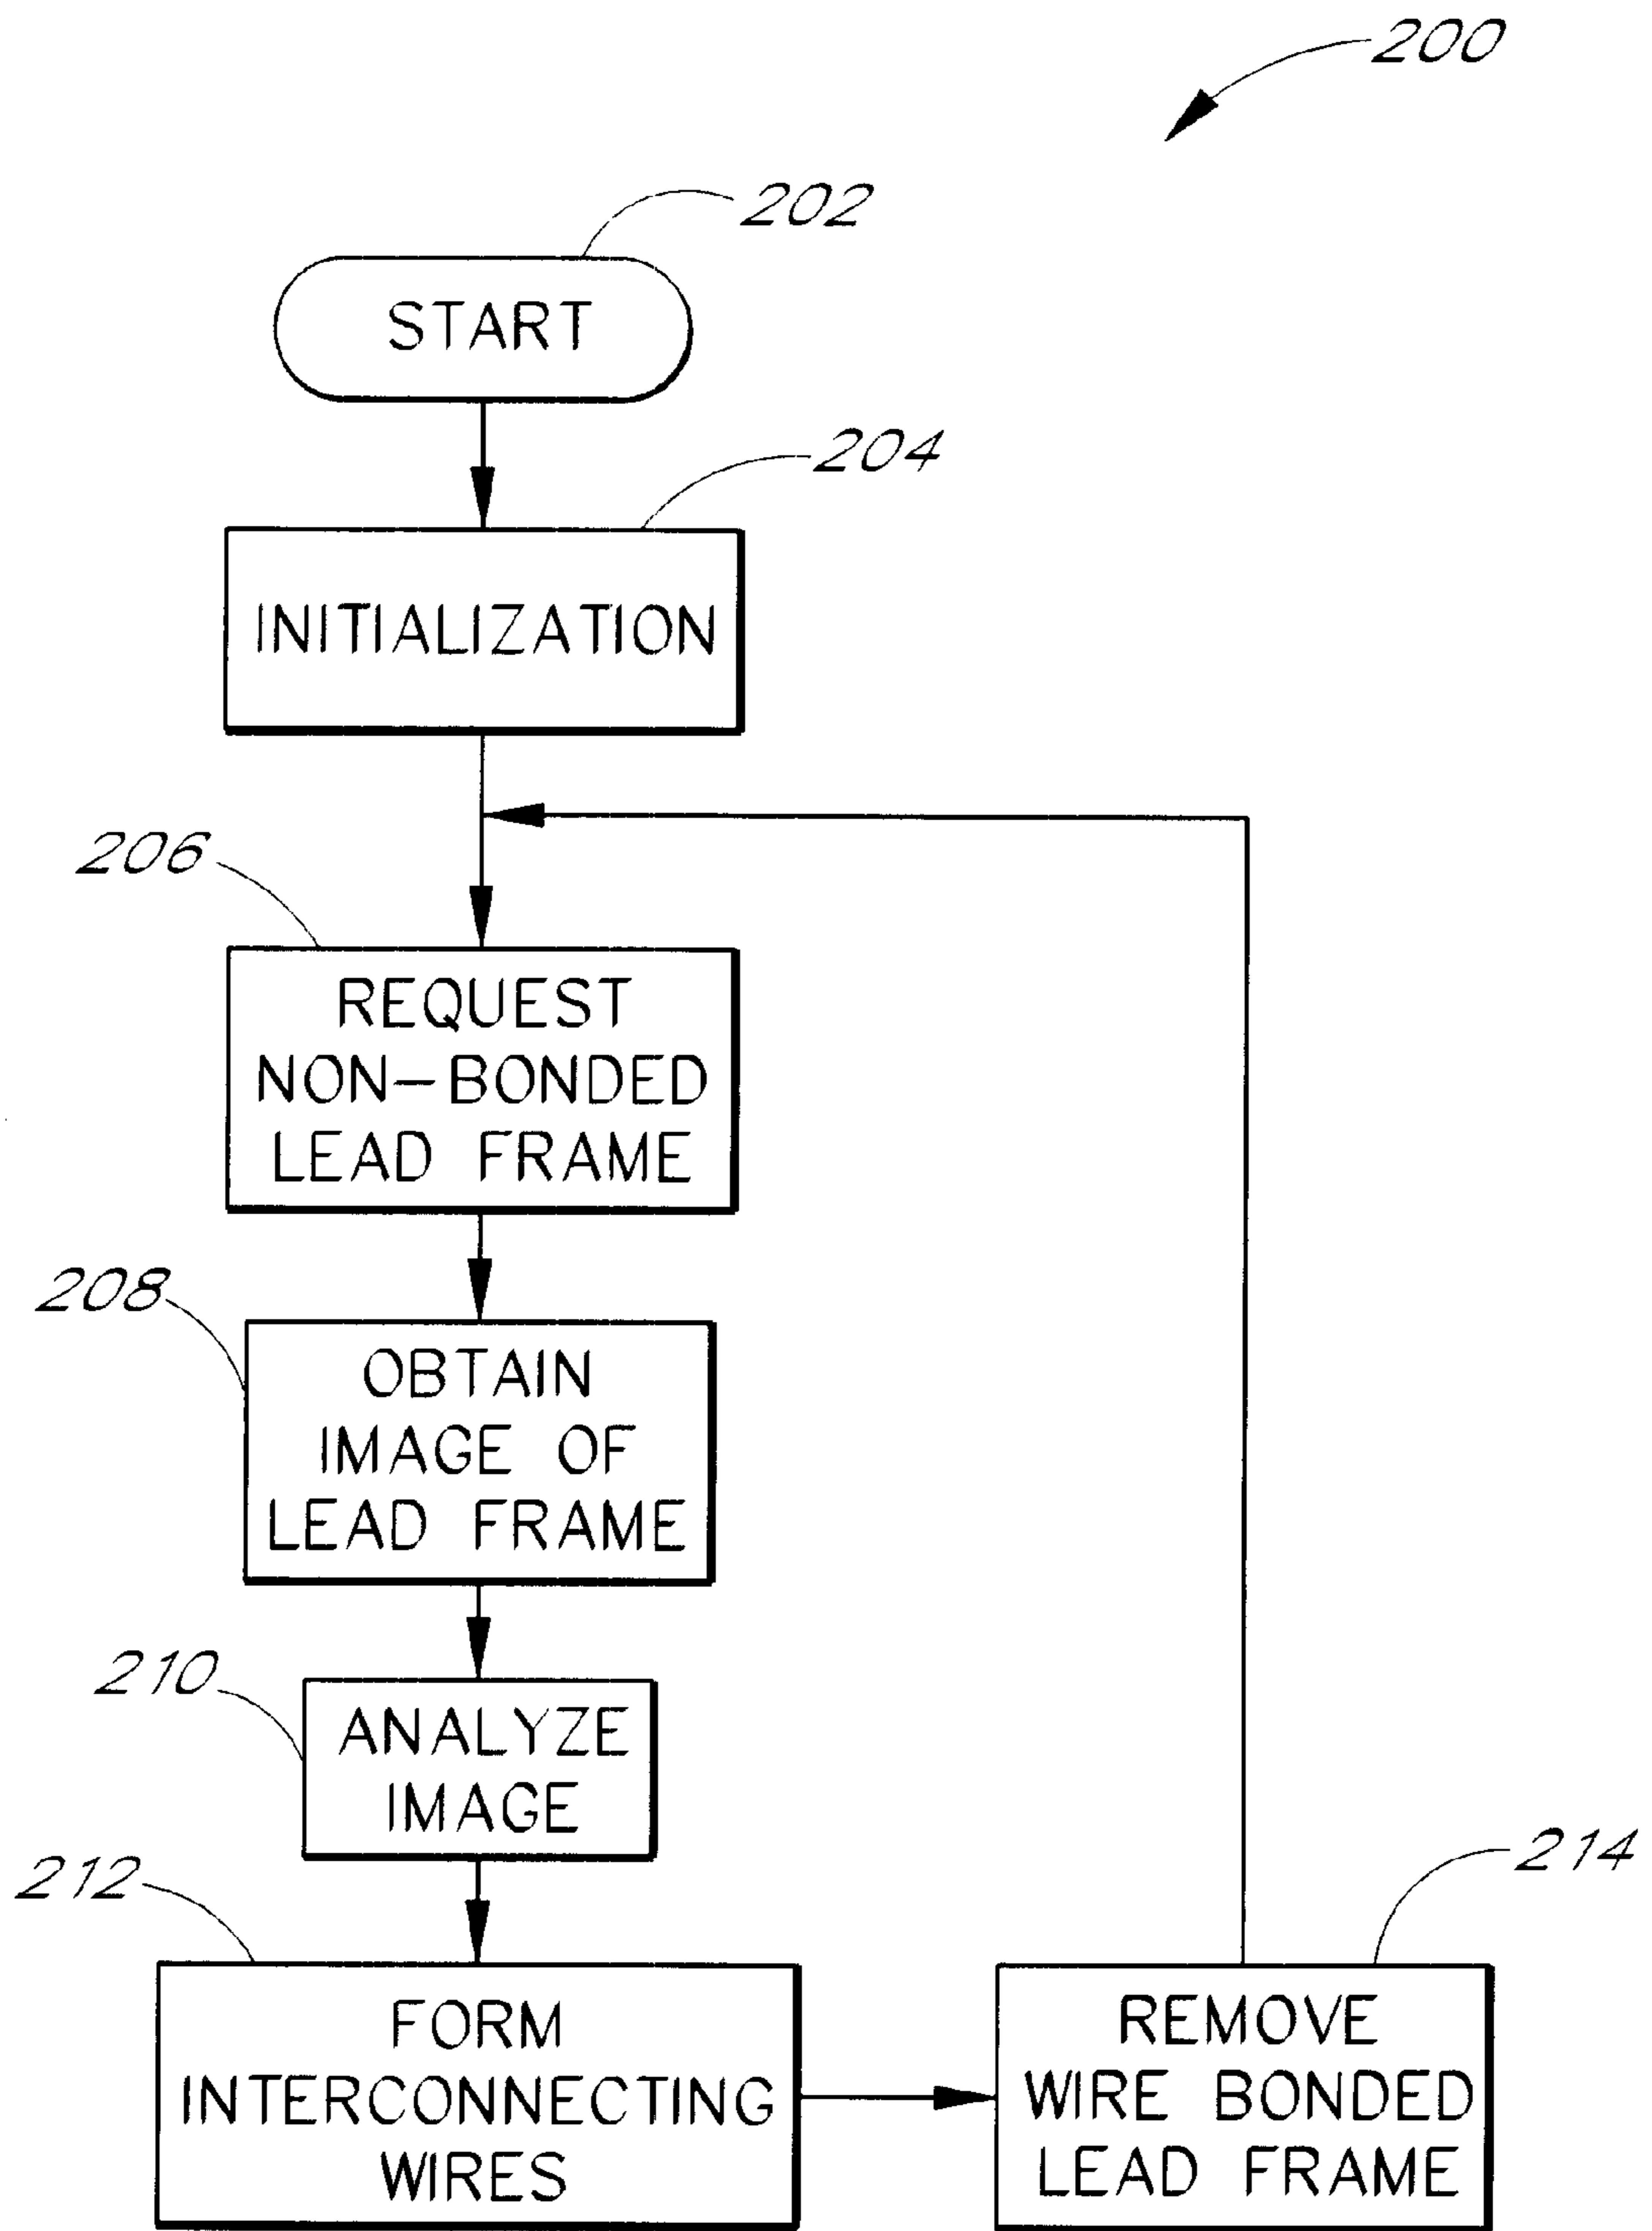 200
202
START
204
INITIALIZATION
206
REQUEST
NON-BONDED
LEAD FRAME
208
OBTAIN
IMAGE OF
LEAD FRAME
210
ANALYZE
IMAGE
212
FORM
INTERCONNECTING
WIRES
214
REMOVE
WIRE BONDED
LEAD FRAME